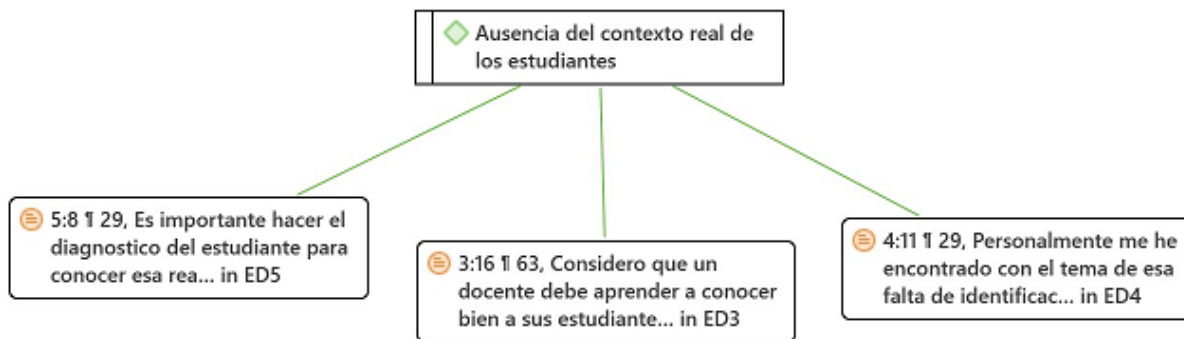 Ausencia del contexto real de
los estudiantes
5:8 ¶ 29, Es importante hacer el
diagnostico del estudiante para
conocer esa rea... in ED5
3:16 ¶ 63, Considero que un
docente debe aprender a conocer
bien a sus estudiante... in ED3
4:11 ¶ 29, Personalmente me he
encontrado con el tema de esa
falta de identificac... in ED4